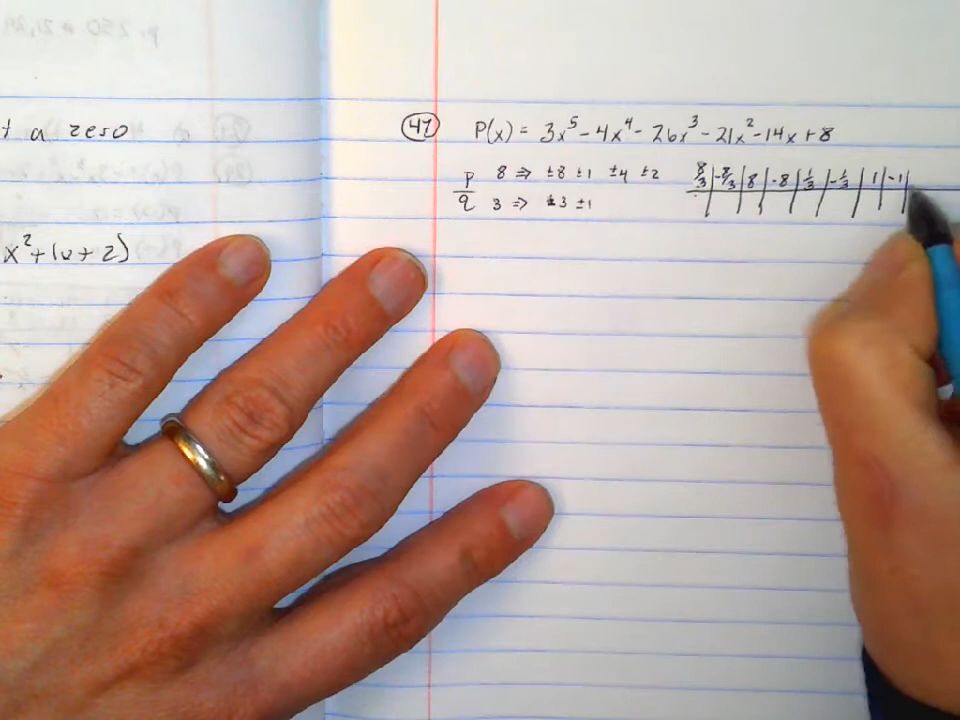 t a zero
x² + (x + 2)
47 P(x) = 3x⁵ - 4x⁴ - 26x³ - 21x² - 14x + 8
p 8 ⇒ ±8 ±1 ±4 ±2
q 3 ⇒ ±3 ±1
8/3 -8/3 8 -8 1/3 -1/3 1 -1